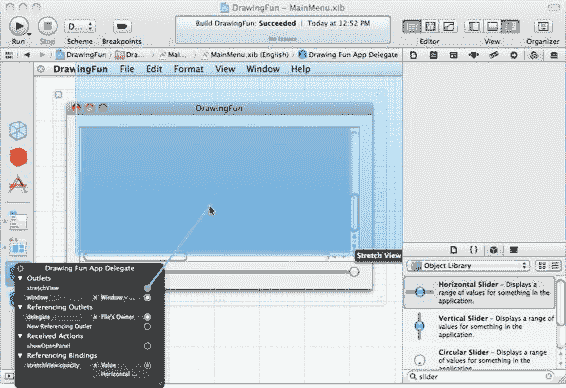 DrawingFun – MainMenu.xib
Run
Stop
D...
Scheme
Breakpoints
Build DrawingFun: Succeeded | Today at 12:52 PM
No Issues
Editor
View
Organizer
DrawingFun
Dra...
Mai...
MainMenu.xib (English)
Drawing Fun App Delegate
DrawingFun File Edit Format View Window Help
DrawingFun
Stretch View
Drawing Fun App Delegate
Outlets
stretchView
window
Window – ...
Referencing Outlets
delegate
File's Owner
New Referencing Outlet
Received Actions
showOpenPanel:
Referencing Bindings
stretchView.opacity
Value
Horizontal ...
Object Library
Horizontal Slider – Displays a
range of values for something in the
application.
Vertical Slider – Displays a range of
values for something in the
application.
Circular Slider – Displays a range of
values for something in the
slider